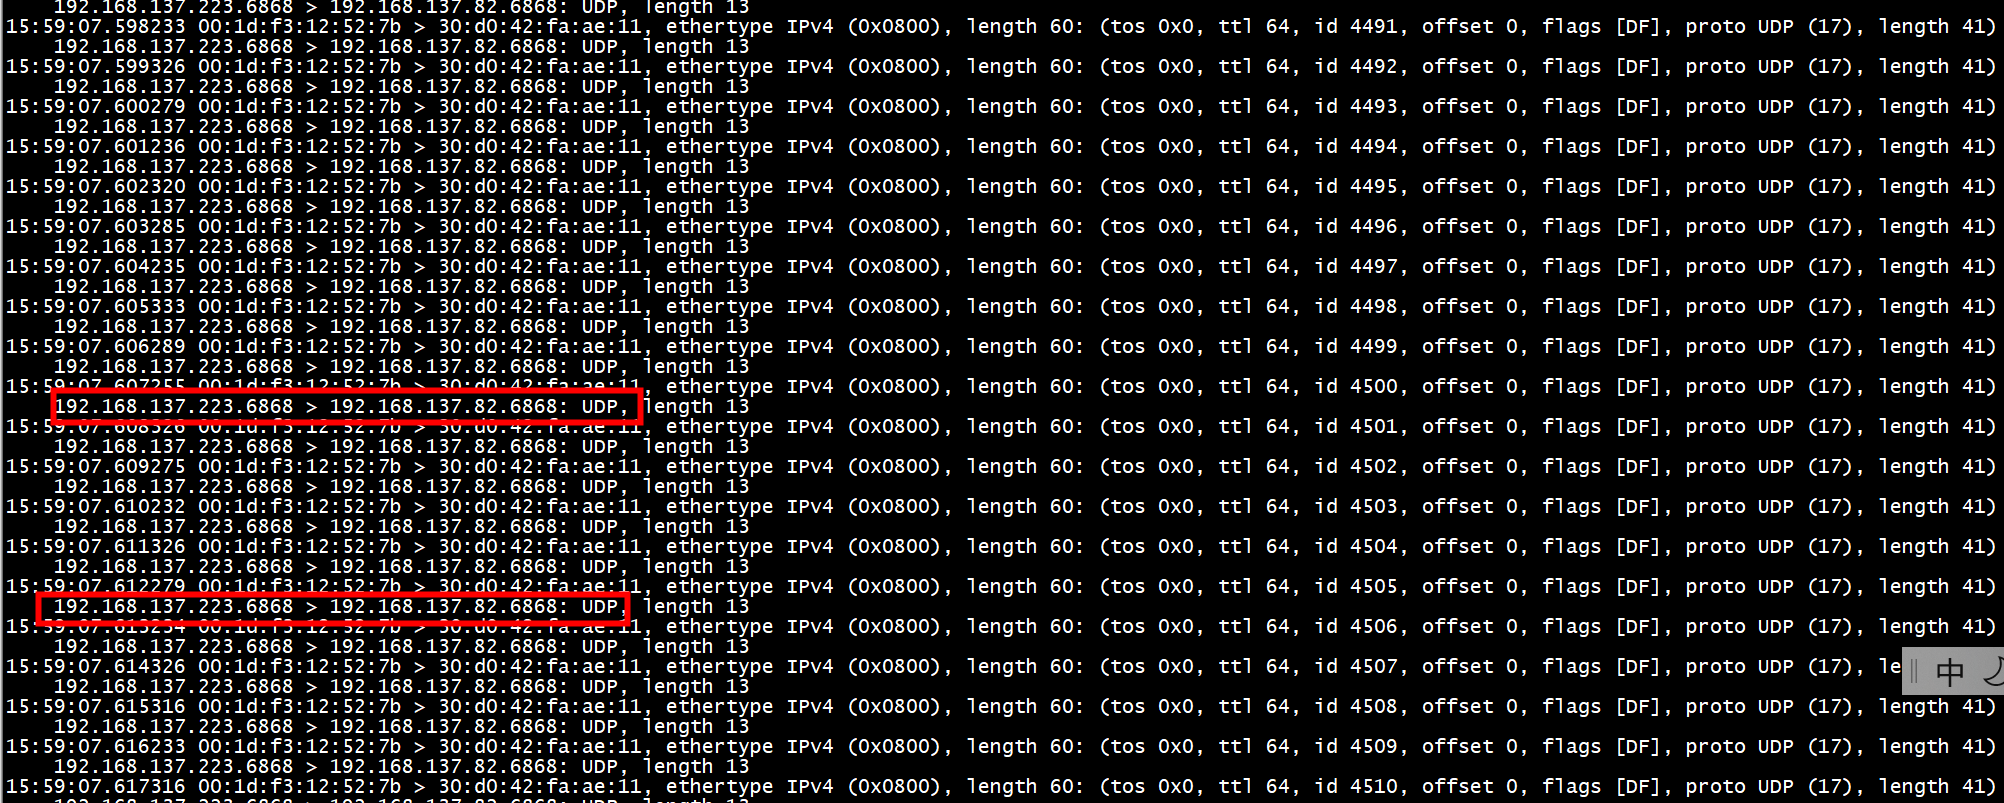 192.168.137.223.6868 > 192.168.137.82.6868: UDP, length 13
15:59:07.598233 00:1d:f3:12:52:7b > 30:d0:42:fa:ae:11, ethertype IPv4 (0x0800), length 60: (tos 0x0, ttl 64, id 4491, offset 0, flags [DF], proto UDP (17), length 41)
192.168.137.223.6868 > 192.168.137.82.6868: UDP, length 13
15:59:07.599326 00:1d:f3:12:52:7b > 30:d0:42:fa:ae:11, ethertype IPv4 (0x0800), length 60: (tos 0x0, ttl 64, id 4492, offset 0, flags [DF], proto UDP (17), length 41)
192.168.137.223.6868 > 192.168.137.82.6868: UDP, length 13
15:59:07.600279 00:1d:f3:12:52:7b > 30:d0:42:fa:ae:11, ethertype IPv4 (0x0800), length 60: (tos 0x0, ttl 64, id 4493, offset 0, flags [DF], proto UDP (17), length 41)
192.168.137.223.6868 > 192.168.137.82.6868: UDP, length 13
15:59:07.601236 00:1d:f3:12:52:7b > 30:d0:42:fa:ae:11, ethertype IPv4 (0x0800), length 60: (tos 0x0, ttl 64, id 4494, offset 0, flags [DF], proto UDP (17), length 41)
192.168.137.223.6868 > 192.168.137.82.6868: UDP, length 13
15:59:07.602320 00:1d:f3:12:52:7b > 30:d0:42:fa:ae:11, ethertype IPv4 (0x0800), length 60: (tos 0x0, ttl 64, id 4495, offset 0, flags [DF], proto UDP (17), length 41)
192.168.137.223.6868 > 192.168.137.82.6868: UDP, length 13
15:59:07.603285 00:1d:f3:12:52:7b > 30:d0:42:fa:ae:11, ethertype IPv4 (0x0800), length 60: (tos 0x0, ttl 64, id 4496, offset 0, flags [DF], proto UDP (17), length 41)
192.168.137.223.6868 > 192.168.137.82.6868: UDP, length 13
15:59:07.604235 00:1d:f3:12:52:7b > 30:d0:42:fa:ae:11, ethertype IPv4 (0x0800), length 60: (tos 0x0, ttl 64, id 4497, offset 0, flags [DF], proto UDP (17), length 41)
192.168.137.223.6868 > 192.168.137.82.6868: UDP, length 13
15:59:07.605333 00:1d:f3:12:52:7b > 30:d0:42:fa:ae:11, ethertype IPv4 (0x0800), length 60: (tos 0x0, ttl 64, id 4498, offset 0, flags [DF], proto UDP (17), length 41)
192.168.137.223.6868 > 192.168.137.82.6868: UDP, length 13
15:59:07.606289 00:1d:f3:12:52:7b > 30:d0:42:fa:ae:11, ethertype IPv4 (0x0800), length 60: (tos 0x0, ttl 64, id 4499, offset 0, flags [DF], proto UDP (17), length 41)
192.168.137.223.6868 > 192.168.137.82.6868: UDP, length 13
15:59:07.607255 00:1d:f3:12:52:7b > 30:d0:42:fa:ae:11, ethertype IPv4 (0x0800), length 60: (tos 0x0, ttl 64, id 4500, offset 0, flags [DF], proto UDP (17), length 41)
192.168.137.223.6868 > 192.168.137.82.6868: UDP, length 13
15:59:07.608326 00:1d:f3:12:52:7b > 30:d0:42:fa:ae:11, ethertype IPv4 (0x0800), length 60: (tos 0x0, ttl 64, id 4501, offset 0, flags [DF], proto UDP (17), length 41)
192.168.137.223.6868 > 192.168.137.82.6868: UDP, length 13
15:59:07.609275 00:1d:f3:12:52:7b > 30:d0:42:fa:ae:11, ethertype IPv4 (0x0800), length 60: (tos 0x0, ttl 64, id 4502, offset 0, flags [DF], proto UDP (17), length 41)
192.168.137.223.6868 > 192.168.137.82.6868: UDP, length 13
15:59:07.610232 00:1d:f3:12:52:7b > 30:d0:42:fa:ae:11, ethertype IPv4 (0x0800), length 60: (tos 0x0, ttl 64, id 4503, offset 0, flags [DF], proto UDP (17), length 41)
192.168.137.223.6868 > 192.168.137.82.6868: UDP, length 13
15:59:07.611326 00:1d:f3:12:52:7b > 30:d0:42:fa:ae:11, ethertype IPv4 (0x0800), length 60: (tos 0x0, ttl 64, id 4504, offset 0, flags [DF], proto UDP (17), length 41)
192.168.137.223.6868 > 192.168.137.82.6868: UDP, length 13
15:59:07.612279 00:1d:f3:12:52:7b > 30:d0:42:fa:ae:11, ethertype IPv4 (0x0800), length 60: (tos 0x0, ttl 64, id 4505, offset 0, flags [DF], proto UDP (17), length 41)
192.168.137.223.6868 > 192.168.137.82.6868: UDP, length 13
15:59:07.613234 00:1d:f3:12:52:7b > 30:d0:42:fa:ae:11, ethertype IPv4 (0x0800), length 60: (tos 0x0, ttl 64, id 4506, offset 0, flags [DF], proto UDP (17), length 41)
192.168.137.223.6868 > 192.168.137.82.6868: UDP, length 13
15:59:07.614326 00:1d:f3:12:52:7b > 30:d0:42:fa:ae:11, ethertype IPv4 (0x0800), length 60: (tos 0x0, ttl 64, id 4507, offset 0, flags [DF], proto UDP (17), le 中
192.168.137.223.6868 > 192.168.137.82.6868: UDP, length 13
15:59:07.615316 00:1d:f3:12:52:7b > 30:d0:42:fa:ae:11, ethertype IPv4 (0x0800), length 60: (tos 0x0, ttl 64, id 4508, offset 0, flags [DF], proto UDP (17), length 41)
192.168.137.223.6868 > 192.168.137.82.6868: UDP, length 13
15:59:07.616233 00:1d:f3:12:52:7b > 30:d0:42:fa:ae:11, ethertype IPv4 (0x0800), length 60: (tos 0x0, ttl 64, id 4509, offset 0, flags [DF], proto UDP (17), length 41)
192.168.137.223.6868 > 192.168.137.82.6868: UDP, length 13
15:59:07.617316 00:1d:f3:12:52:7b > 30:d0:42:fa:ae:11, ethertype IPv4 (0x0800), length 60: (tos 0x0, ttl 64, id 4510, offset 0, flags [DF], proto UDP (17), length 41)